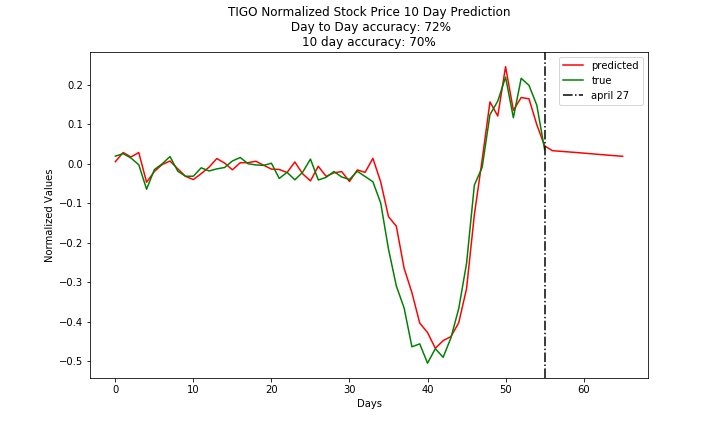 TIGO Normalized Stock Price 10 Day Prediction
Day to Day accuracy: 72%
10 day accuracy: 70%
predicted
true
april 27
Normalized Values
0.2
0.1
0.0
−0.1
−0.2
−0.3
−0.4
−0.5
0 10 20 30 40 50 60
Days